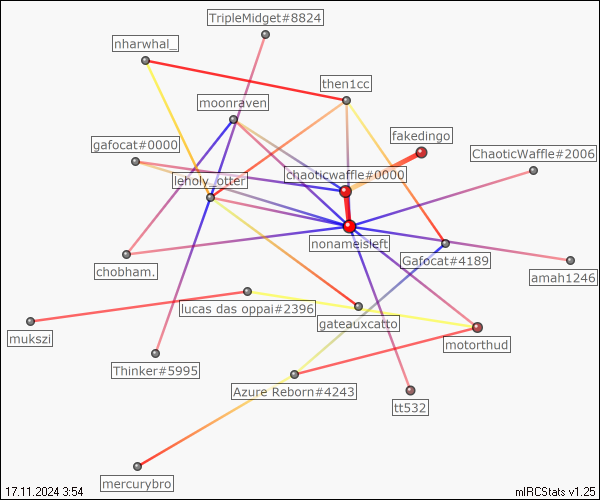 TripleMidget#8824
nharwhal_
then1cc
moonraven
fakedingo
gafocat#0000
ChaoticWaffle#2006
leholy_otter
chaoticwaffle#0000
nonameisleft
Gafocat#4189
chobham.
amah1246
lucas das oppai#2396
gateauxcatto
mukszi
motorthud
Thinker#5995
Azure Reborn#4243
tt532
mercurybro
17.11.2024 3:54
mIRCStats v1.25